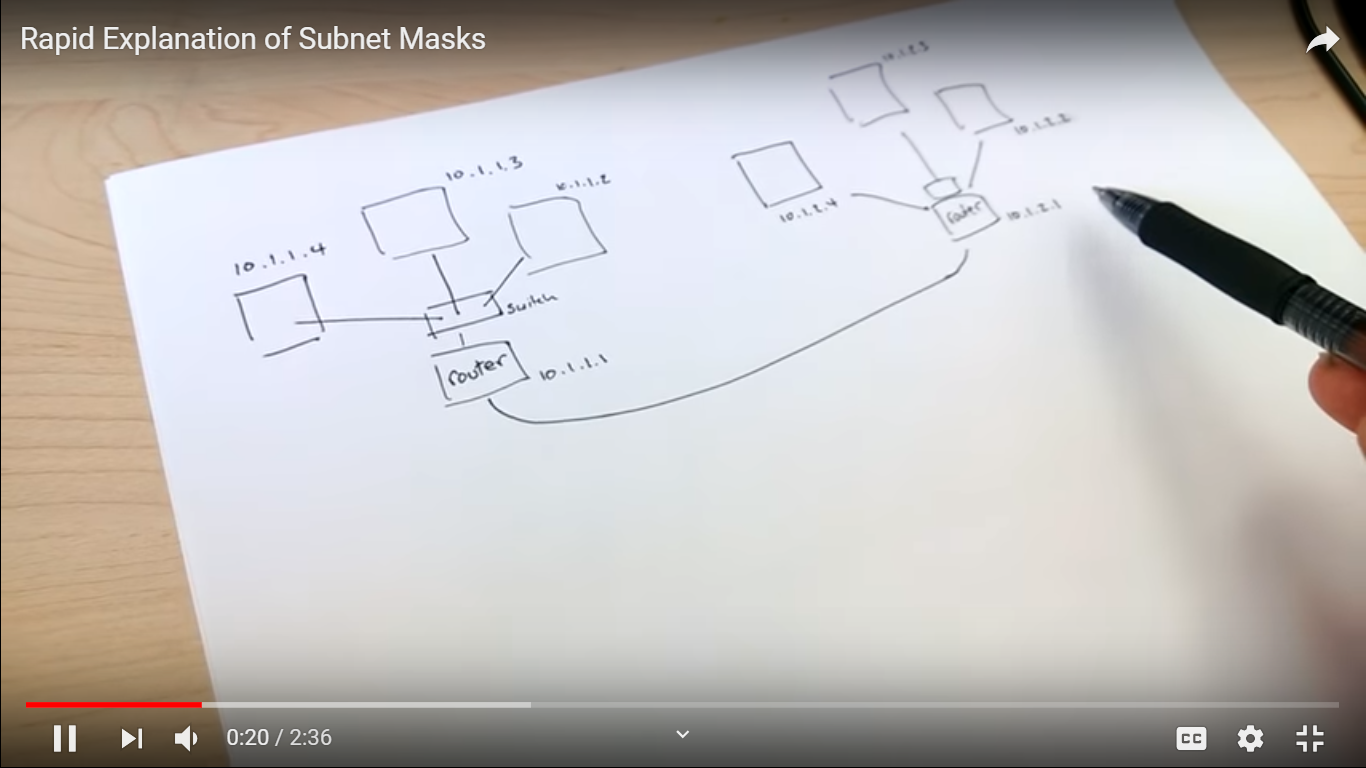 Rapid Explanation of Subnet Masks
10.1.2.3
10.1.2.2
10.1.1.3
10.1.1.2
10.1.2.4
router
10.1.2.1
10.1.1.4
switch
router
10.1.1.1
0:20 / 2:36
CC